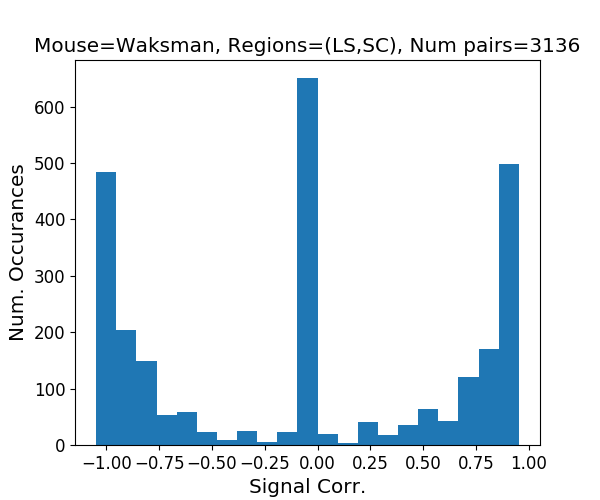 Mouse=Waksman, Regions=(LS,SC), Num pairs=3136
600
500
400
300
200
100
0
Num. Occurances
−1.00 −0.75 −0.50 −0.25 0.00 0.25 0.50 0.75 1.00
Signal Corr.